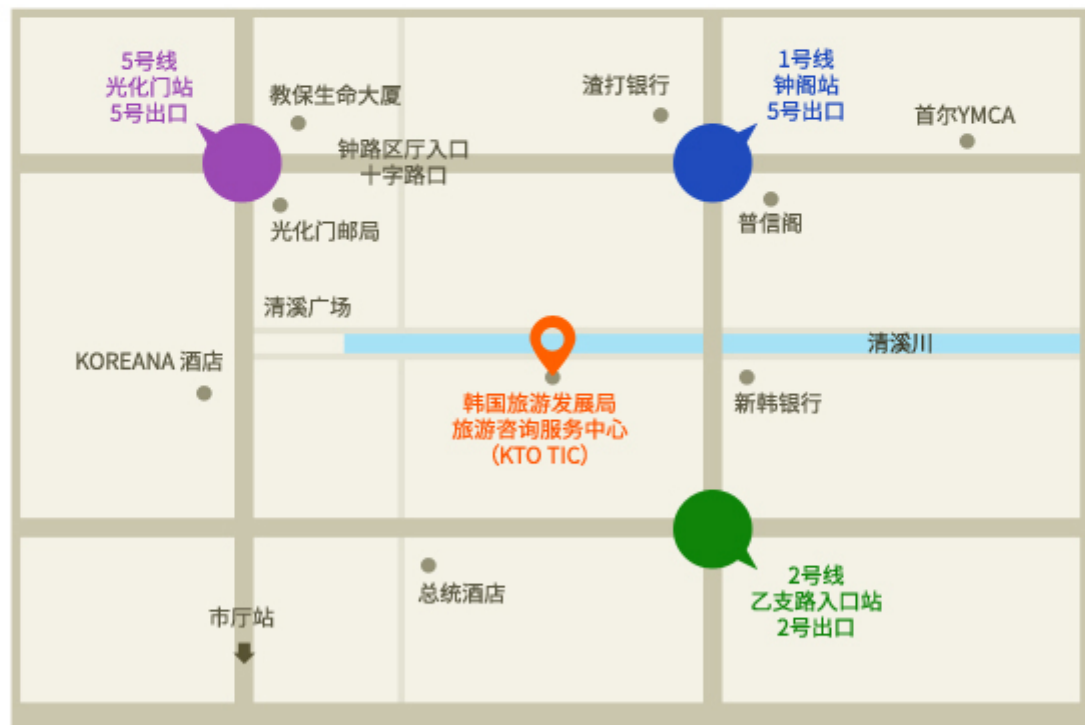 5号线
光化门站
5号出口
教保生命大厦
渣打银行
1号线
钟阁站
5号出口
首尔YMCA
钟路区厅入口
十字路口
光化门邮局
普信阁
清溪广场
清溪川
KOREANA 酒店
韩国旅游发展局
旅游咨询服务中心
（KTO TIC）
新韩银行
总统酒店
2号线
乙支路入口站
2号出口
市厅站